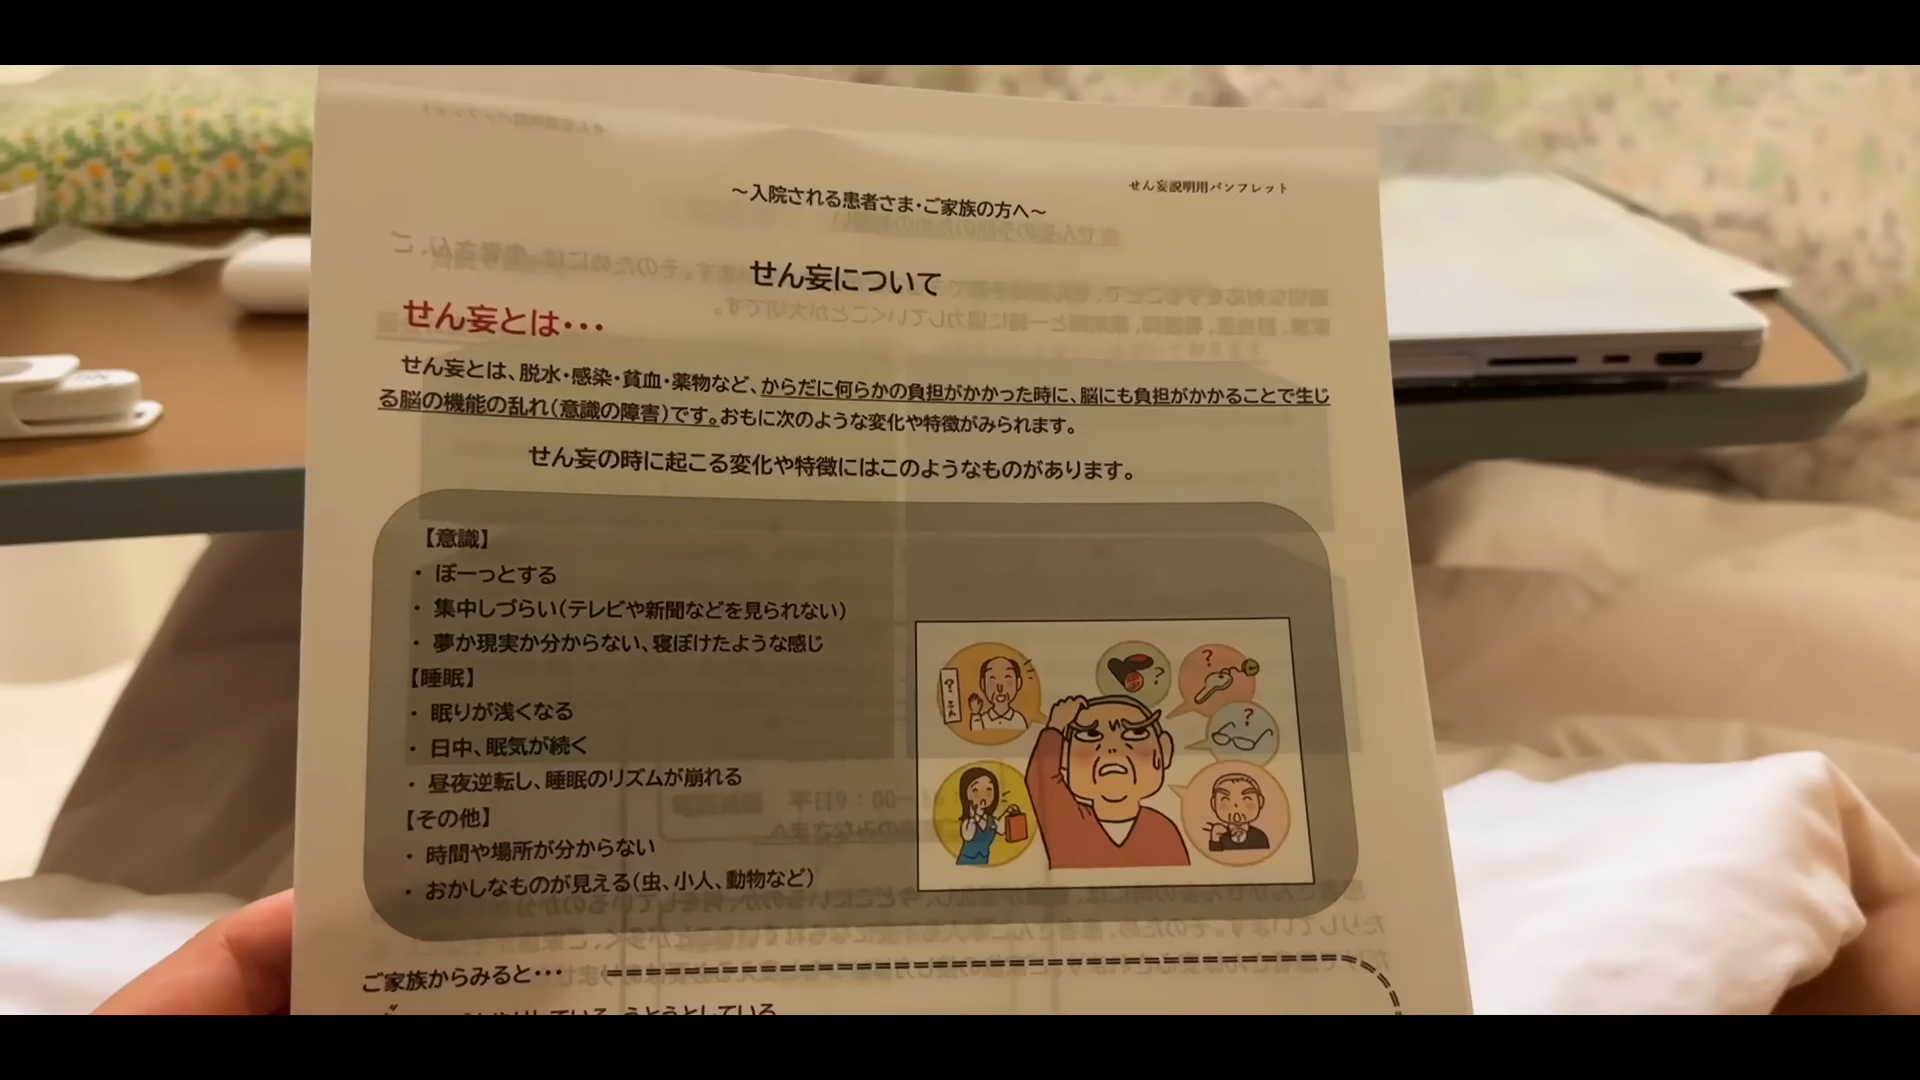 せん妄説明用パンフレット
～入院される患者さま・ご家族の方へ～
せん妄について
せん妄とは・・・
せん妄とは、脱水・感染・貧血・薬物など、からだに何らかの負担がかかった時に、脳にも負担がかかることで生じ
る脳の機能の乱れ(意識の障害)です。おもに次のような変化や特徴がみられます。
せん妄の時に起こる変化や特徴にはこのようなものがあります。
【意識】
・ ぼーっとする
・ 集中しづらい(テレビや新聞などを見られない)
・ 夢か現実か分からない、寝ぼけたような感じ
【睡眠】
・ 眠りが浅くなる
・ 日中、眠気が続く
・ 昼夜逆転し、睡眠のリズムが崩れる
【その他】
・ 時間や場所が分からない
・ おかしなものが見える(虫、小人、動物など)
ご家族からみると・・・
うとうとしている